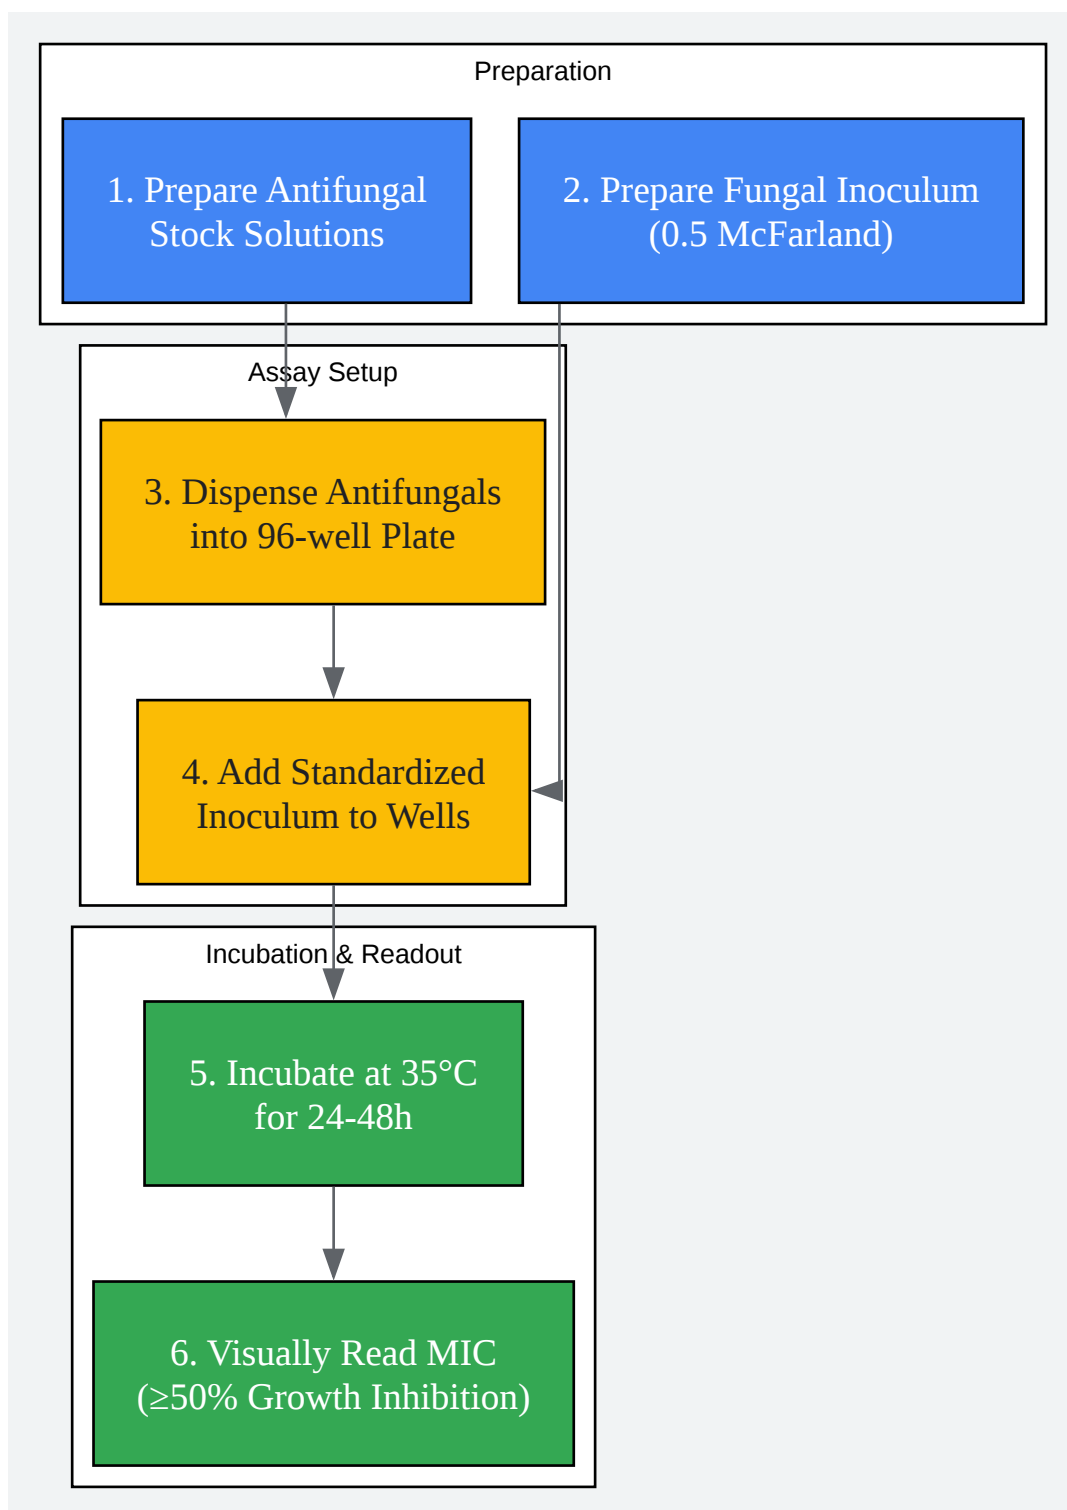 Preparation
1. Prepare Antifungal
Stock Solutions
2. Prepare Fungal Inoculum
(0.5 McFarland)
Assay Setup
3. Dispense Antifungals
into 96-well Plate
4. Add Standardized
Inoculum to Wells
Incubation & Readout
5. Incubate at 35°C
for 24-48h
6. Visually Read MIC
(≥50% Growth Inhibition)